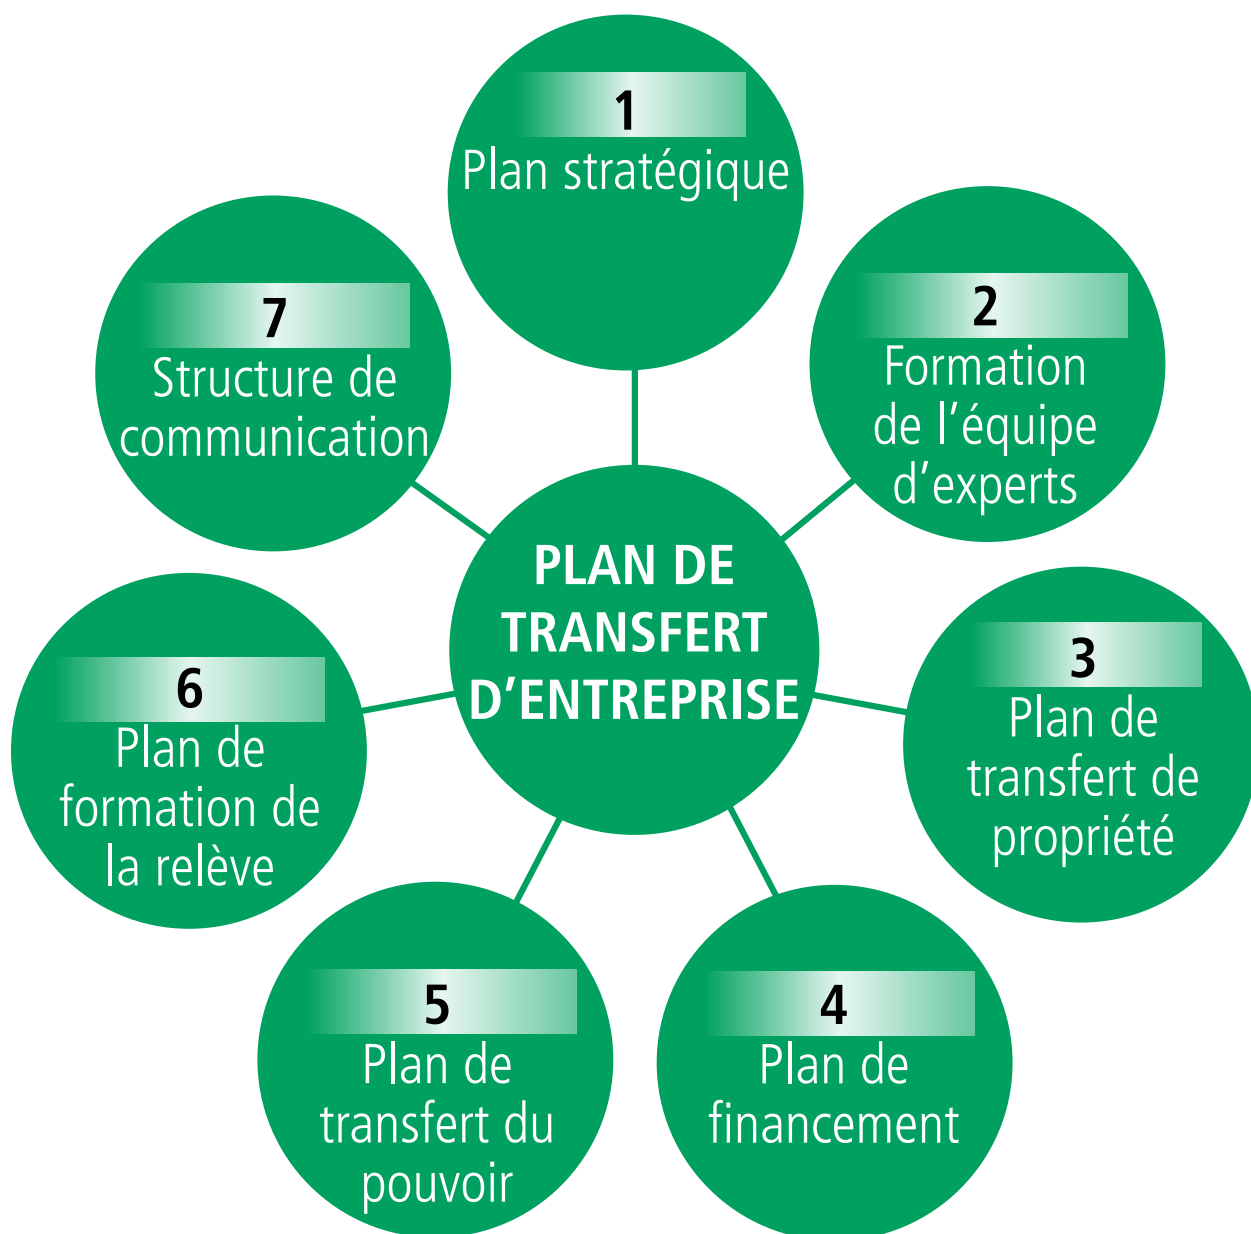 1
Plan stratégique
2
Formation
de l’équipe
d’experts
3
Plan de
transfert de
propriété
4
Plan de
financement
5
Plan de
transfert du
pouvoir
6
Plan de
formation de
la relève
7
Structure de
communication
PLAN DE
TRANSFERT
D’ENTREPRISE